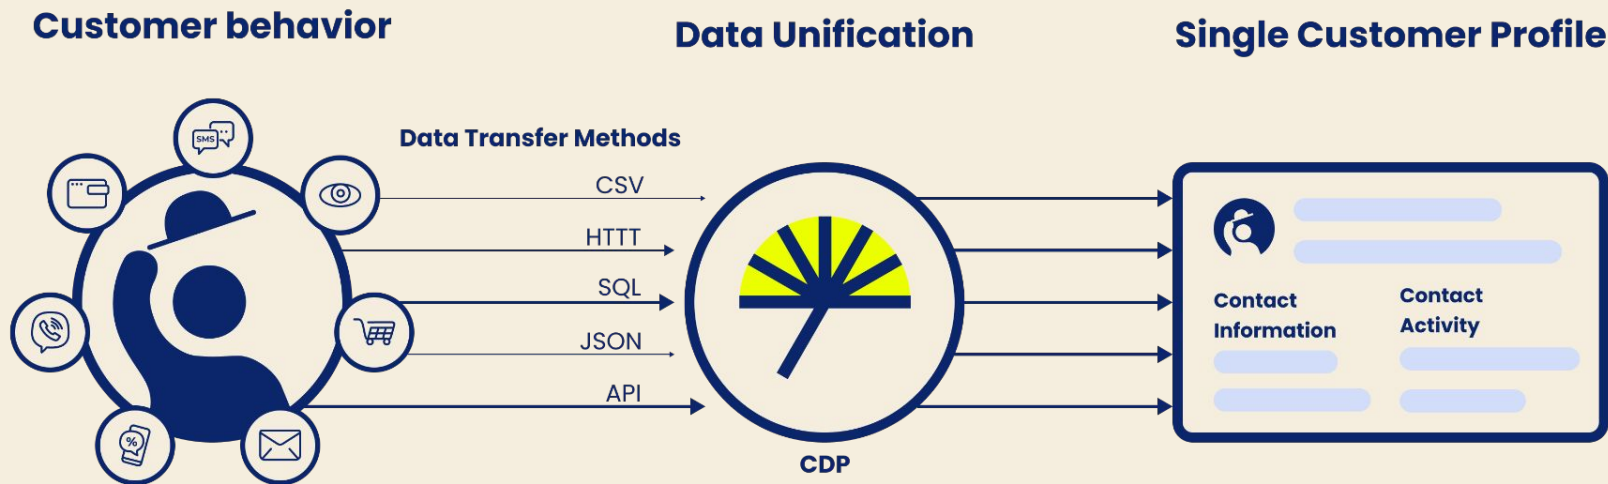 Customer behavior
Data Unification
Single Customer Profile
Data Transfer Methods
SMS
CSV
HTTT
SQL
JSON
API
%
CDP
Contact
Information
Contact
Activity